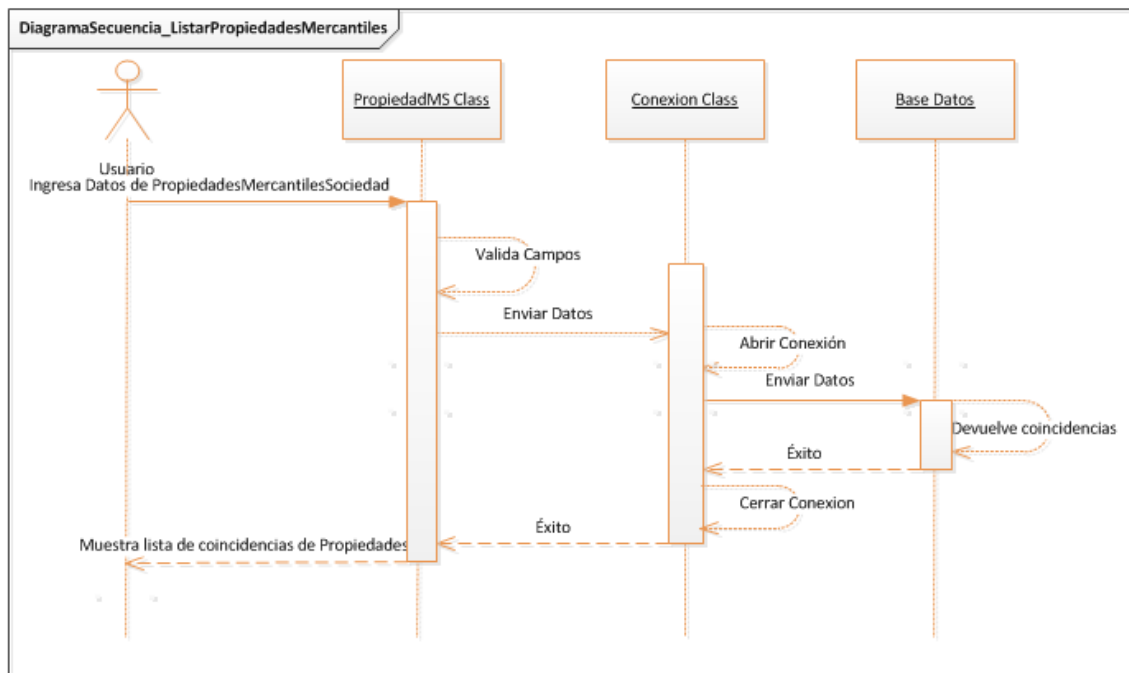 DiagramaSecuencia_ListarPropiedadesMercantiles
PropiedadMS Class
Conexion Class
Base Datos
Usuario
Ingresa Datos de PropiedadesMercantilesSociedad
Valida Campos
Enviar Datos
Abrir Conexión
Enviar Datos
Devuelve coincidencias
Éxito
Cerrar Conexion
Éxito
Muestra lista de coincidencias de Propiedades